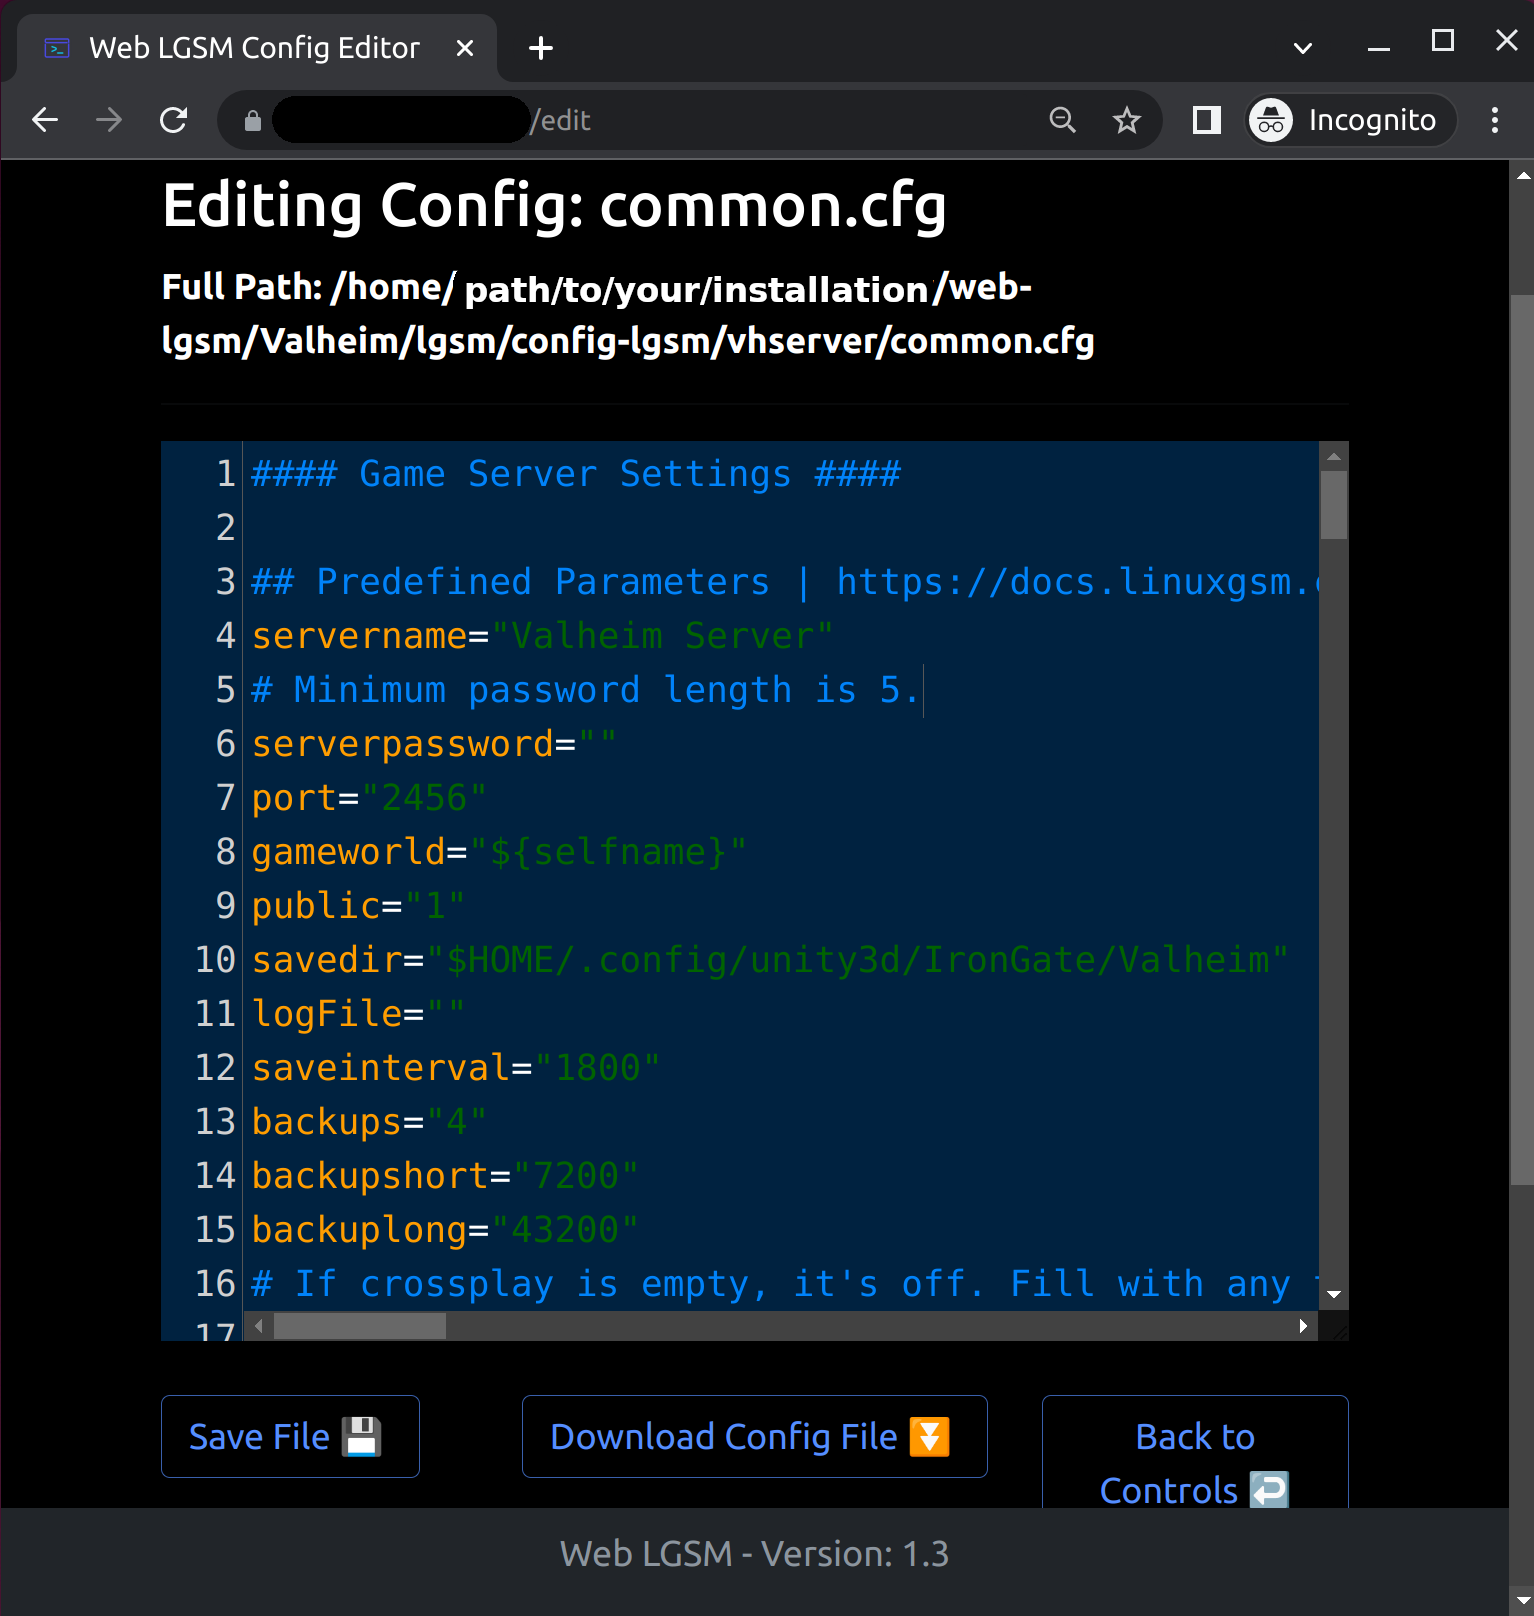 Web LGSM Config Editor
/edit
Incognito
Editing Config: common.cfg
Full Path: /home/ path/to/your/installation /web-
lgsm/Valheim/lgsm/config-lgsm/vhserver/common.cfg
1 #### Game Server Settings ####
2
3 ## Predefined Parameters | https://docs.linuxgsm.
4 servername="Valheim Server"
5 # Minimum password length is 5.
6 serverpassword=""
7 port="2456"
8 gameworld="${selfname}"
9 public="1"
10 savedir="$HOME/.config/unity3d/IronGate/Valheim"
11 logFile=""
12 saveinterval="1800"
13 backups="4"
14 backupshort="7200"
15 backuplong="43200"
16 # If crossplay is empty, it's off. Fill with any
17
Save File
Download Config File
Back to
Controls
Web LGSM - Version: 1.3